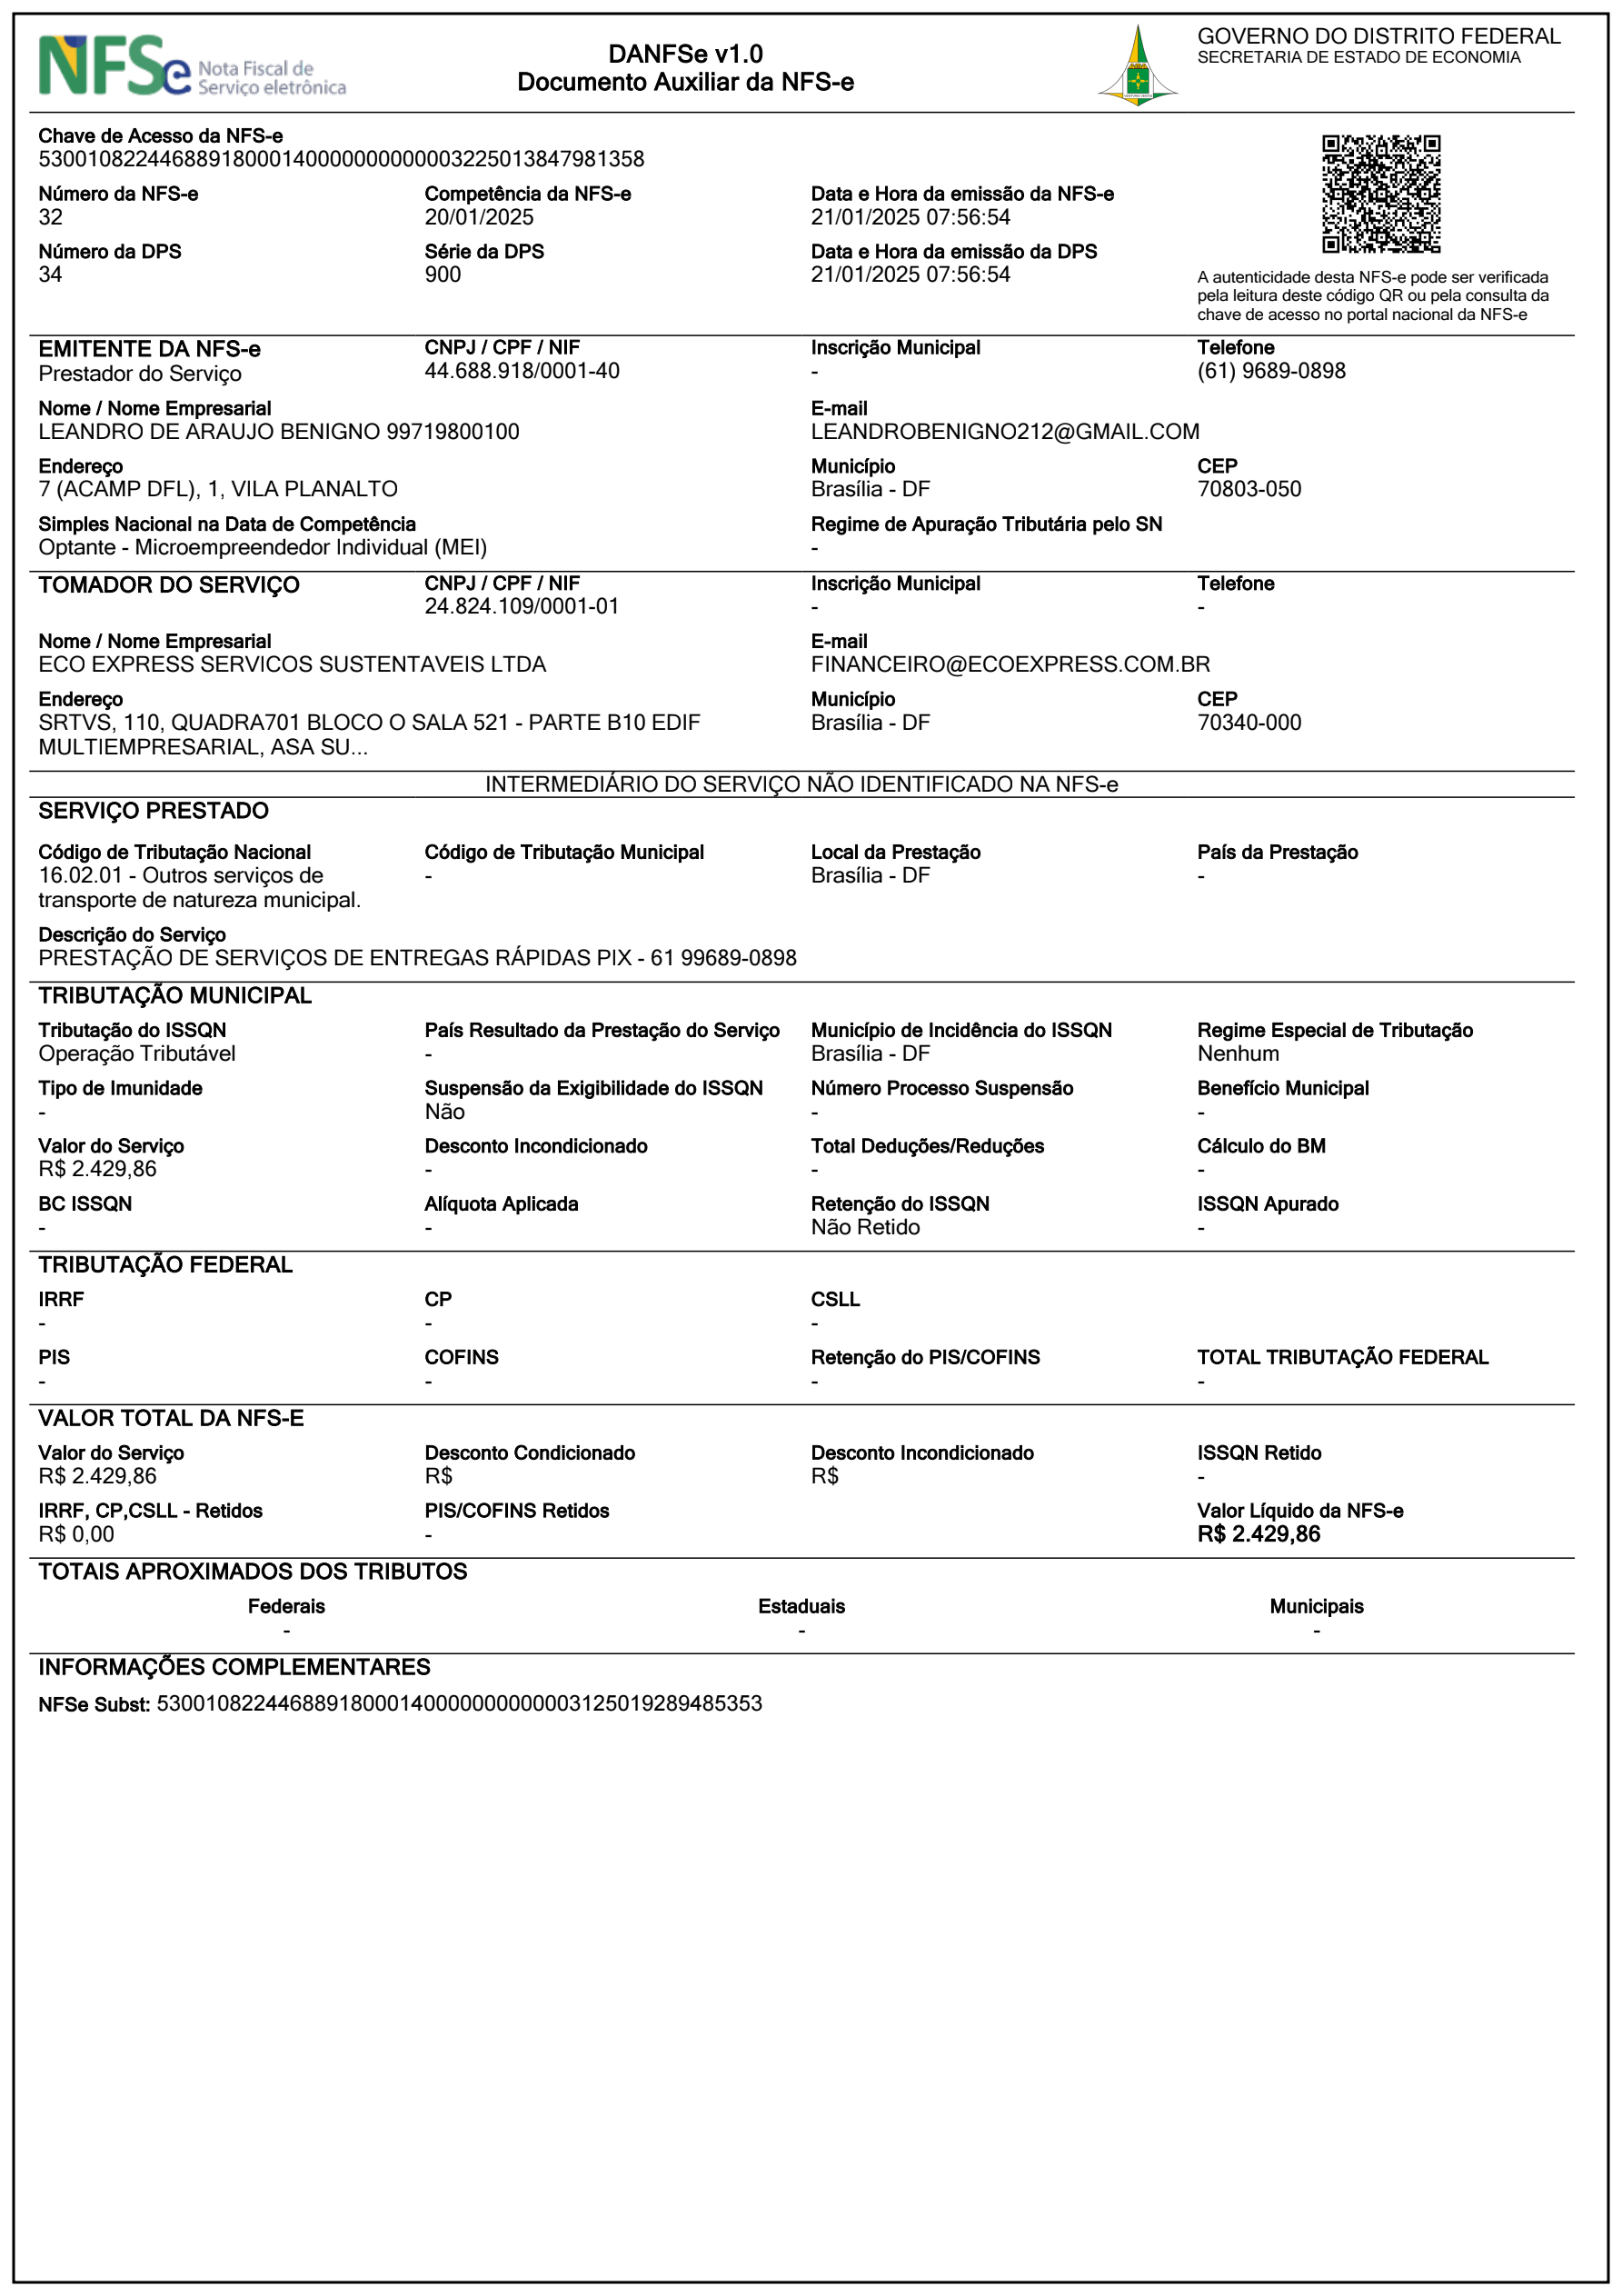 NFSe Nota Fiscal de
Serviço eletrônica
DANFSe v1.0
Documento Auxiliar da NFS-e
GOVERNO DO DISTRITO FEDERAL
SECRETARIA DE ESTADO DE ECONOMIA
Chave de Acesso da NFS-e
53001082244688918000140000000000003225013847981358
Número da NFS-e Competência da NFS-e Data e Hora da emissão da NFS-e
32 20/01/2025 21/01/2025 07:56:54
Número da DPS Série da DPS Data e Hora da emissão da DPS
34 900 21/01/2025 07:56:54
A autenticidade desta NFS-e pode ser verificada
pela leitura deste código QR ou pela consulta da
chave de acesso no portal nacional da NFS-e
EMITENTE DA NFS-e CNPJ / CPF / NIF Inscrição Municipal Telefone
Prestador do Serviço 44.688.918/0001-40 - (61) 9689-0898
Nome / Nome Empresarial E-mail
LEANDRO DE ARAUJO BENIGNO 99719800100 LEANDROBENIGNO212@GMAIL.COM
Endereço Município CEP
7 (ACAMP DFL), 1, VILA PLANALTO Brasília - DF 70803-050
Simples Nacional na Data de Competência Regime de Apuração Tributária pelo SN
Optante - Microempreendedor Individual (MEI) -
TOMADOR DO SERVIÇO CNPJ / CPF / NIF Inscrição Municipal Telefone
24.824.109/0001-01 - -
Nome / Nome Empresarial E-mail
ECO EXPRESS SERVICOS SUSTENTAVEIS LTDA FINANCEIRO@ECOEXPRESS.COM.BR
Endereço Município CEP
SRTVS, 110, QUADRA701 BLOCO O SALA 521 - PARTE B10 EDIF Brasília - DF 70340-000
MULTIEMPRESARIAL, ASA SU...
INTERMEDIÁRIO DO SERVIÇO NÃO IDENTIFICADO NA NFS-e
SERVIÇO PRESTADO
Código de Tributação Nacional Código de Tributação Municipal Local da Prestação País da Prestação
16.02.01 - Outros serviços de - Brasília - DF -
transporte de natureza municipal.
Descrição do Serviço
PRESTAÇÃO DE SERVIÇOS DE ENTREGAS RÁPIDAS PIX - 61 99689-0898
TRIBUTAÇÃO MUNICIPAL
Tributação do ISSQN País Resultado da Prestação do Serviço Município de Incidência do ISSQN Regime Especial de Tributação
Operação Tributável - Brasília - DF Nenhum
Tipo de Imunidade Suspensão da Exigibilidade do ISSQN Número Processo Suspensão Benefício Municipal
- Não - -
Valor do Serviço Desconto Incondicionado Total Deduções/Reduções Cálculo do BM
R$ 2.429,86 - - -
BC ISSQN Alíquota Aplicada Retenção do ISSQN ISSQN Apurado
- - Não Retido -
TRIBUTAÇÃO FEDERAL
IRRF CP CSLL
- - -
PIS COFINS Retenção do PIS/COFINS TOTAL TRIBUTAÇÃO FEDERAL
- - - -
VALOR TOTAL DA NFS-E
Valor do Serviço Desconto Condicionado Desconto Incondicionado ISSQN Retido
R$ 2.429,86 R$ R$ -
IRRF, CP,CSLL - Retidos PIS/COFINS Retidos Valor Líquido da NFS-e
R$ 0,00 - R$ 2.429,86
TOTAIS APROXIMADOS DOS TRIBUTOS
Federais Estaduais Municipais
- - -
INFORMAÇÕES COMPLEMENTARES
NFSe Subst: 53001082244688918000140000000000003125019289485353